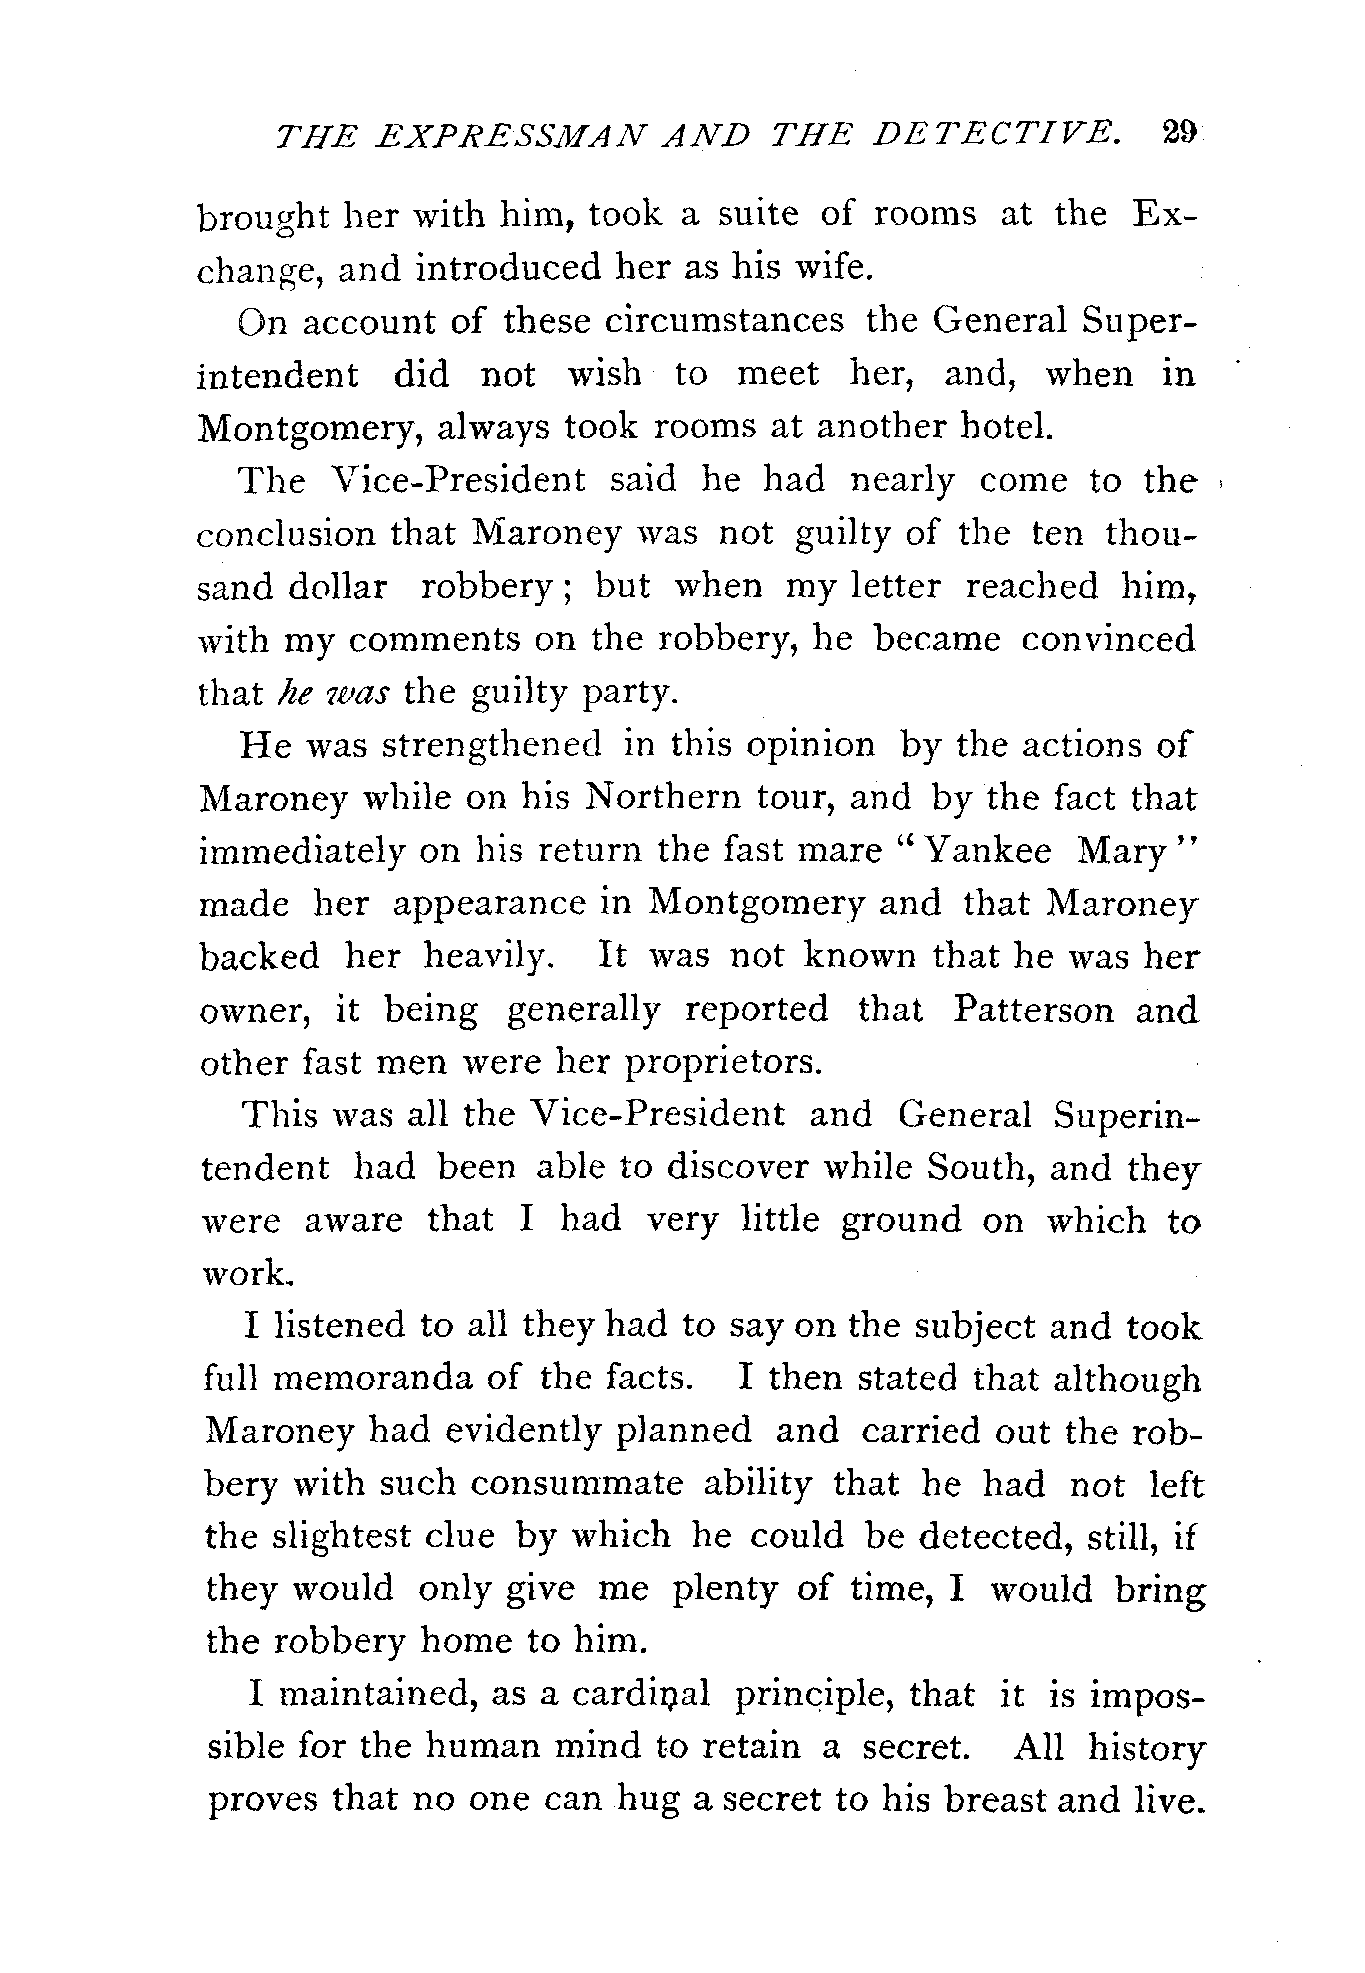 THE EXPRESSMAN AND THE DETECTIVE. 29
brought her with him, took a suite of rooms at the Ex-
change, and introduced her as his wife.
On account of these circumstances the General Super-
intendent did not wish to meet her, and, when in
Montgomery, always took rooms at another hotel.
The Vice-President said he had nearly come to the
conclusion that Maroney was not guilty of the ten thou-
sand dollar robbery; but when my letter reached him,
with my comments on the robbery, he became convinced
that he was the guilty party.
He was strengthened in this opinion by the actions of
Maroney while on his Northern tour, and by the fact that
immediately on his return the fast mare “Yankee Mary”
made her appearance in Montgomery and that Maroney
backed her heavily. It was not known that he was her
owner, it being generally reported that Patterson and
other fast men were her proprietors.
This was all the Vice-President and General Superin-
tendent had been able to discover while South, and they
were aware that I had very little ground on which to
work.
I listened to all they had to say on the subject and took
full memoranda of the facts. I then stated that although
Maroney had evidently planned and carried out the rob-
bery with such consummate ability that he had not left
the slightest clue by which he could be detected, still, if
they would only give me plenty of time, I would bring
the robbery home to him.
I maintained, as a cardinal principle, that it is impos-
sible for the human mind to retain a secret. All history
proves that no one can hug a secret to his breast and live.